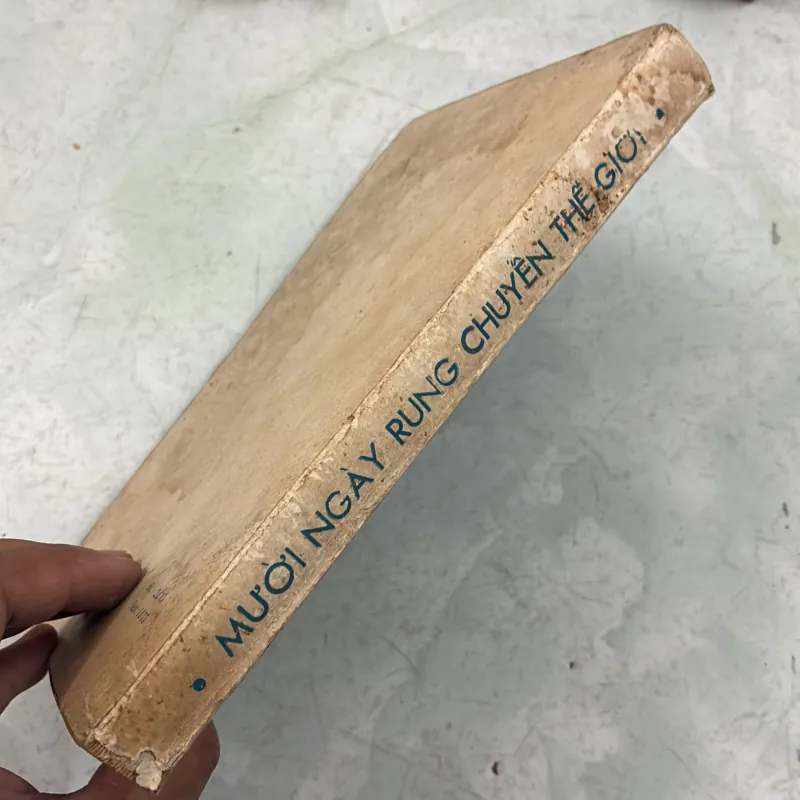 • MƯỜI NGÀY RUNG CHUYỂN THẾ GIỚI •